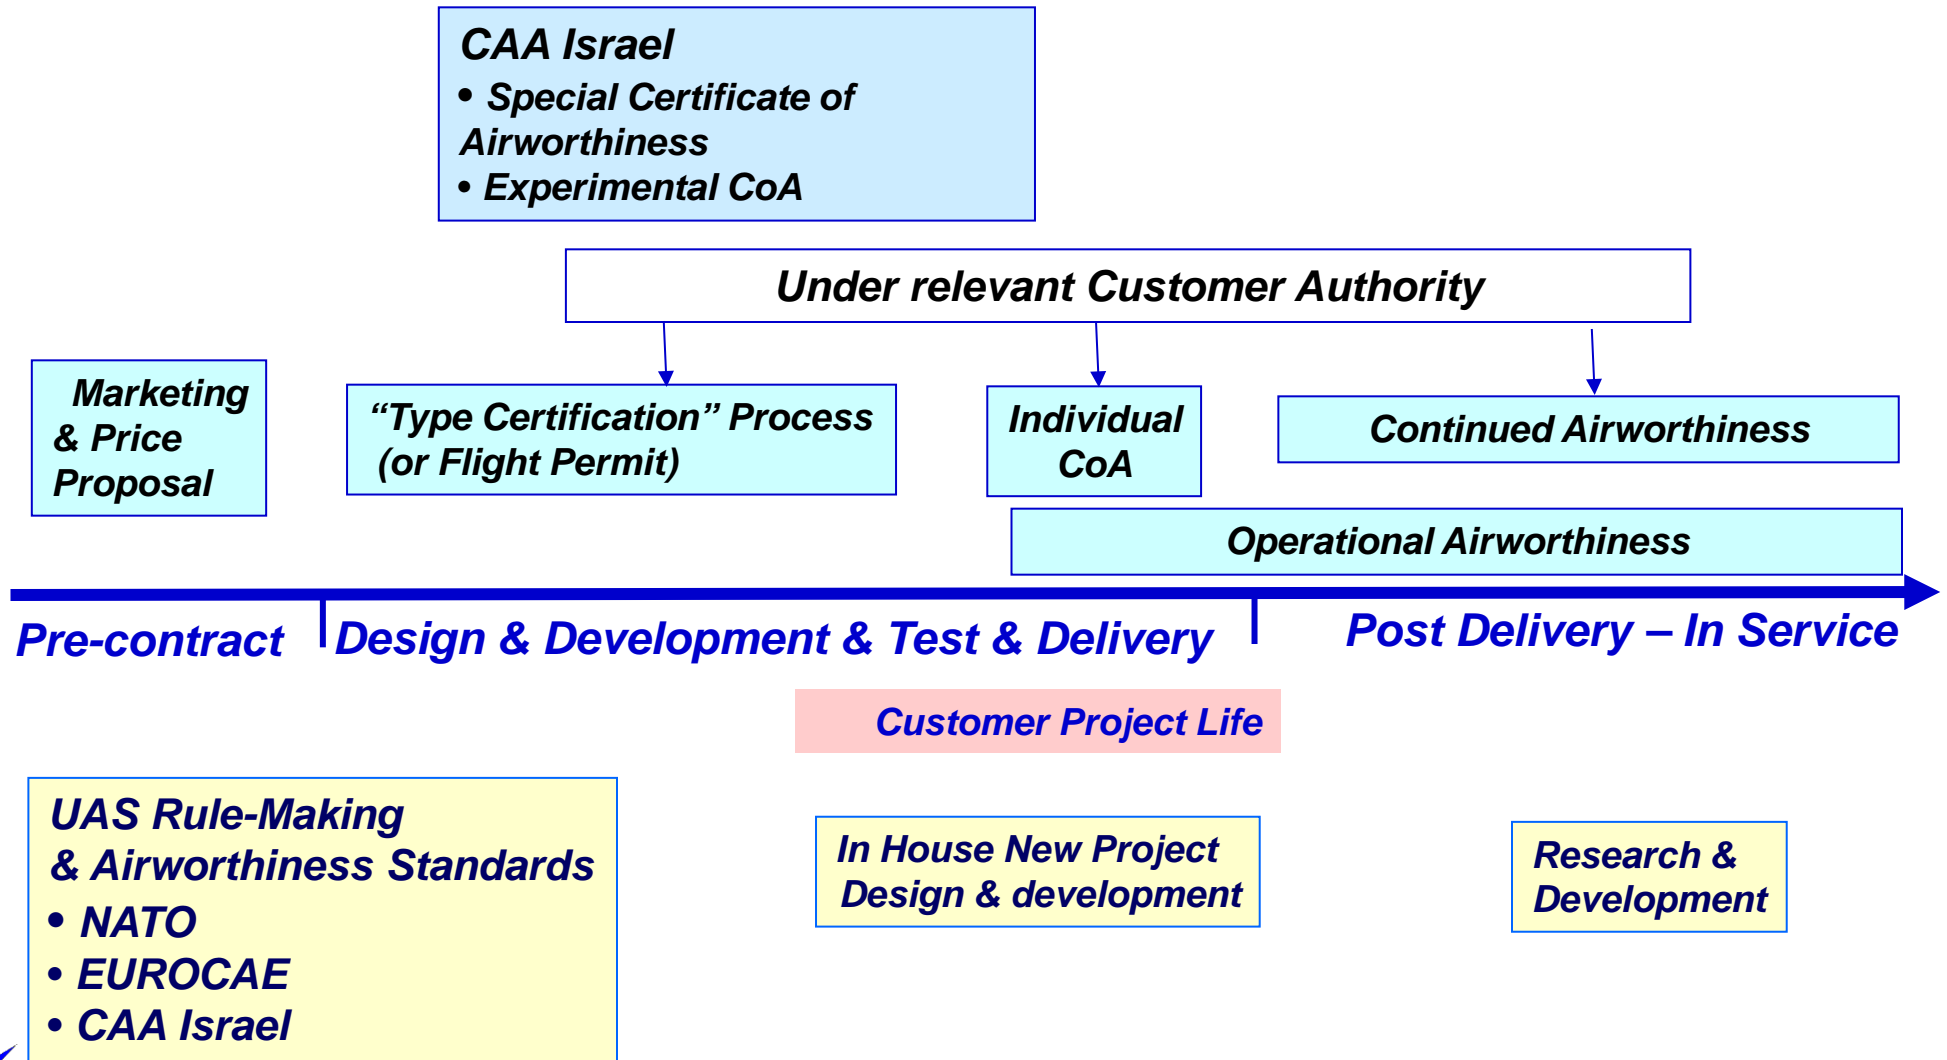 CAA Israel
• Special Certificate of
Airworthiness
• Experimental CoA
Under relevant Customer Authority
Marketing
& Price
Proposal
“Type Certification” Process
(or Flight Permit)
Individual
CoA
Continued Airworthiness
Operational Airworthiness
Pre-contract
Design & Development & Test & Delivery
Post Delivery – In Service
Customer Project Life
UAS Rule-Making
& Airworthiness Standards
• NATO
• EUROCAE
• CAA Israel
In House New Project
Design & development
Research &
Development